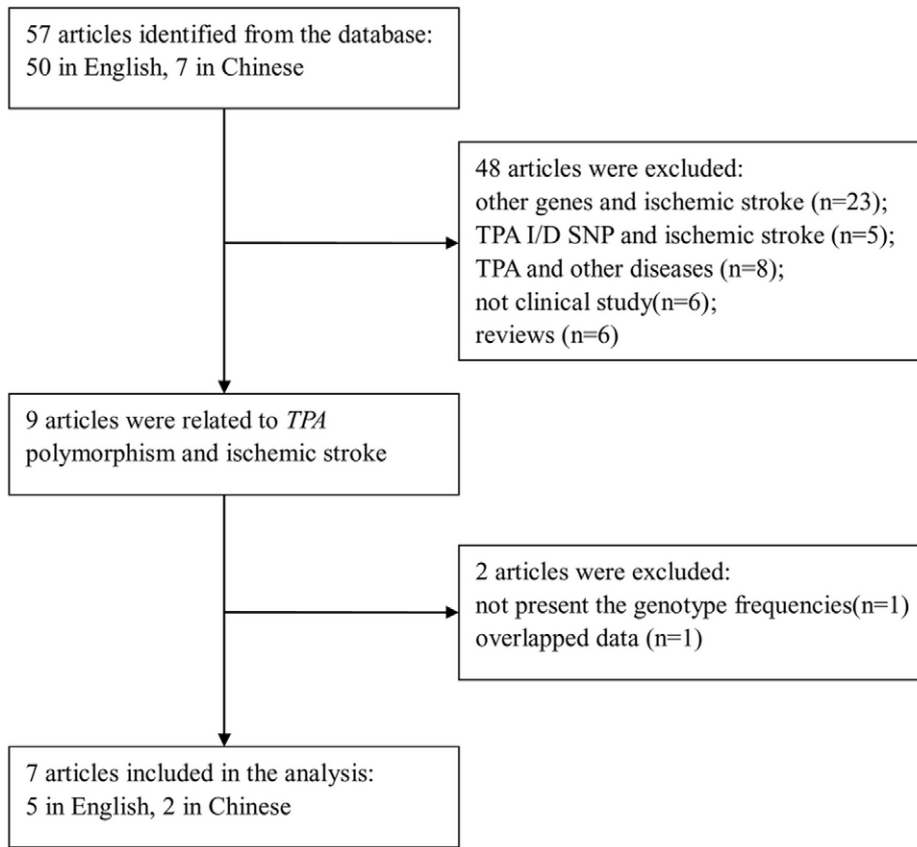 57 articles identified from the database:
50 in English, 7 in Chinese
48 articles were excluded:
other genes and ischemic stroke (n=23);
TPA I/D SNP and ischemic stroke (n=5);
TPA and other diseases (n=8);
not clinical study(n=6);
reviews (n=6)
9 articles were related to TPA
polymorphism and ischemic stroke
2 articles were excluded:
not present the genotype frequencies(n=1)
overlapped data (n=1)
7 articles included in the analysis:
5 in English, 2 in Chinese